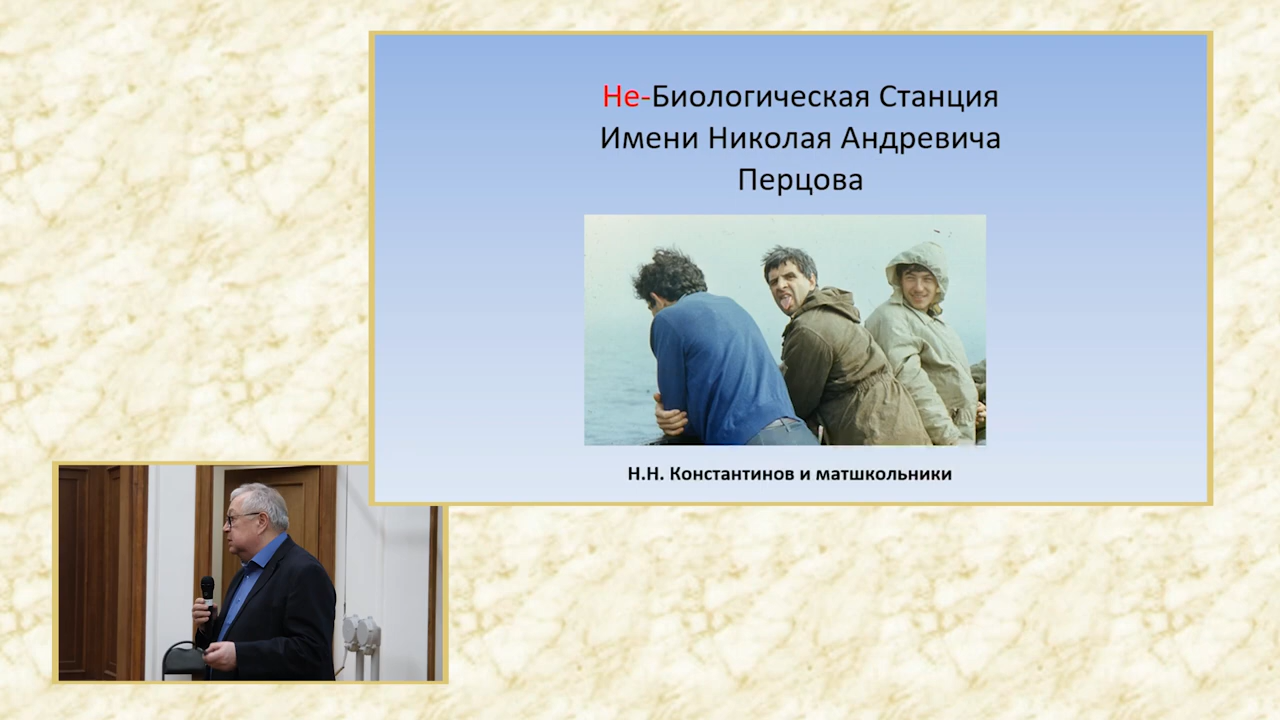 Не-Биологическая Станция
Имени Николая Андревича
Перцова
Н.Н. Константинов и матшкольники